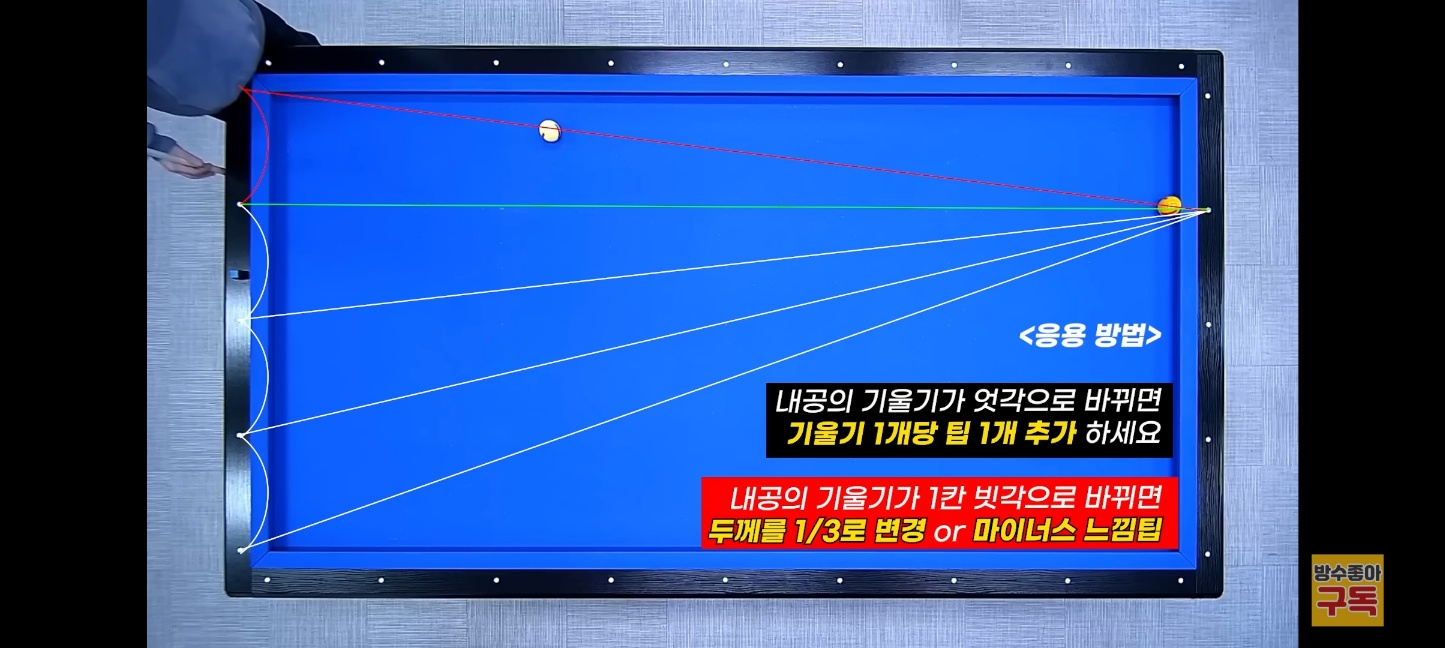 <응용 방법>
내공의 기울기가 엇각으로 바뀌면
기울기 1개당 팁 1개 추가 하세요
내공의 기울기가 1칸 빗각으로 바뀌면
두께를 1/3로 변경 or 마이너스 느낌팁
방수좋아
구독